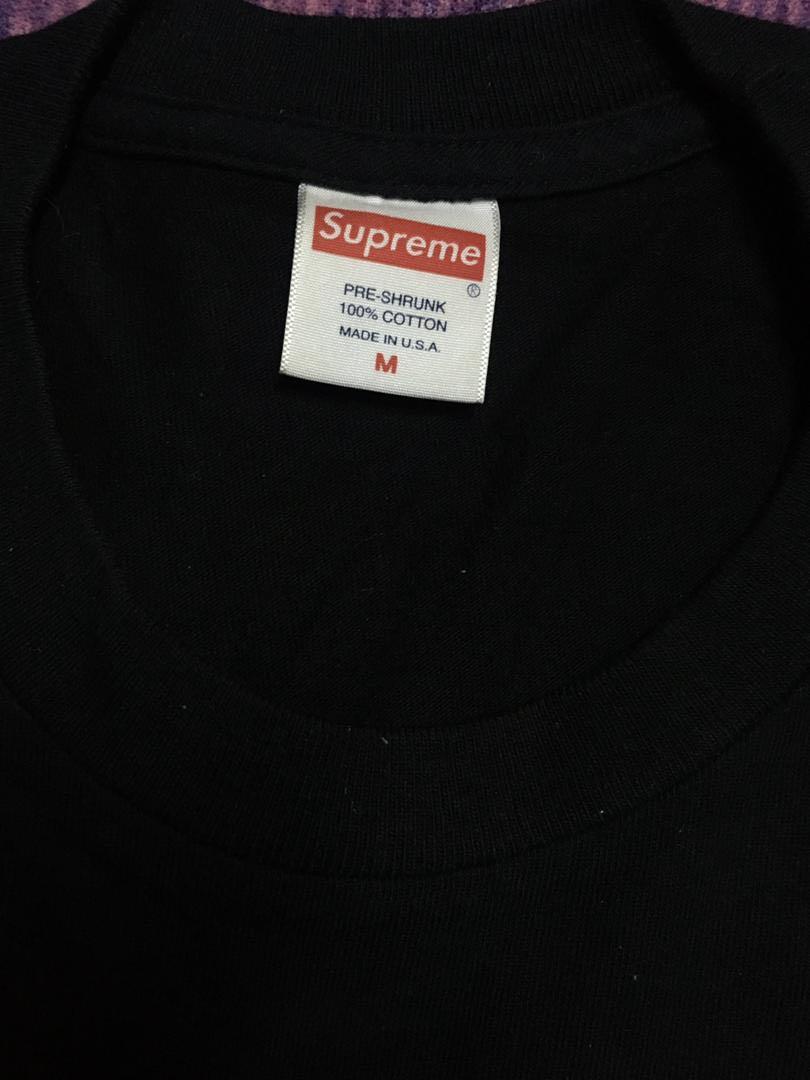 Supreme
®
PRE-SHRUNK
100% COTTON
MADE IN U.S.A.
M